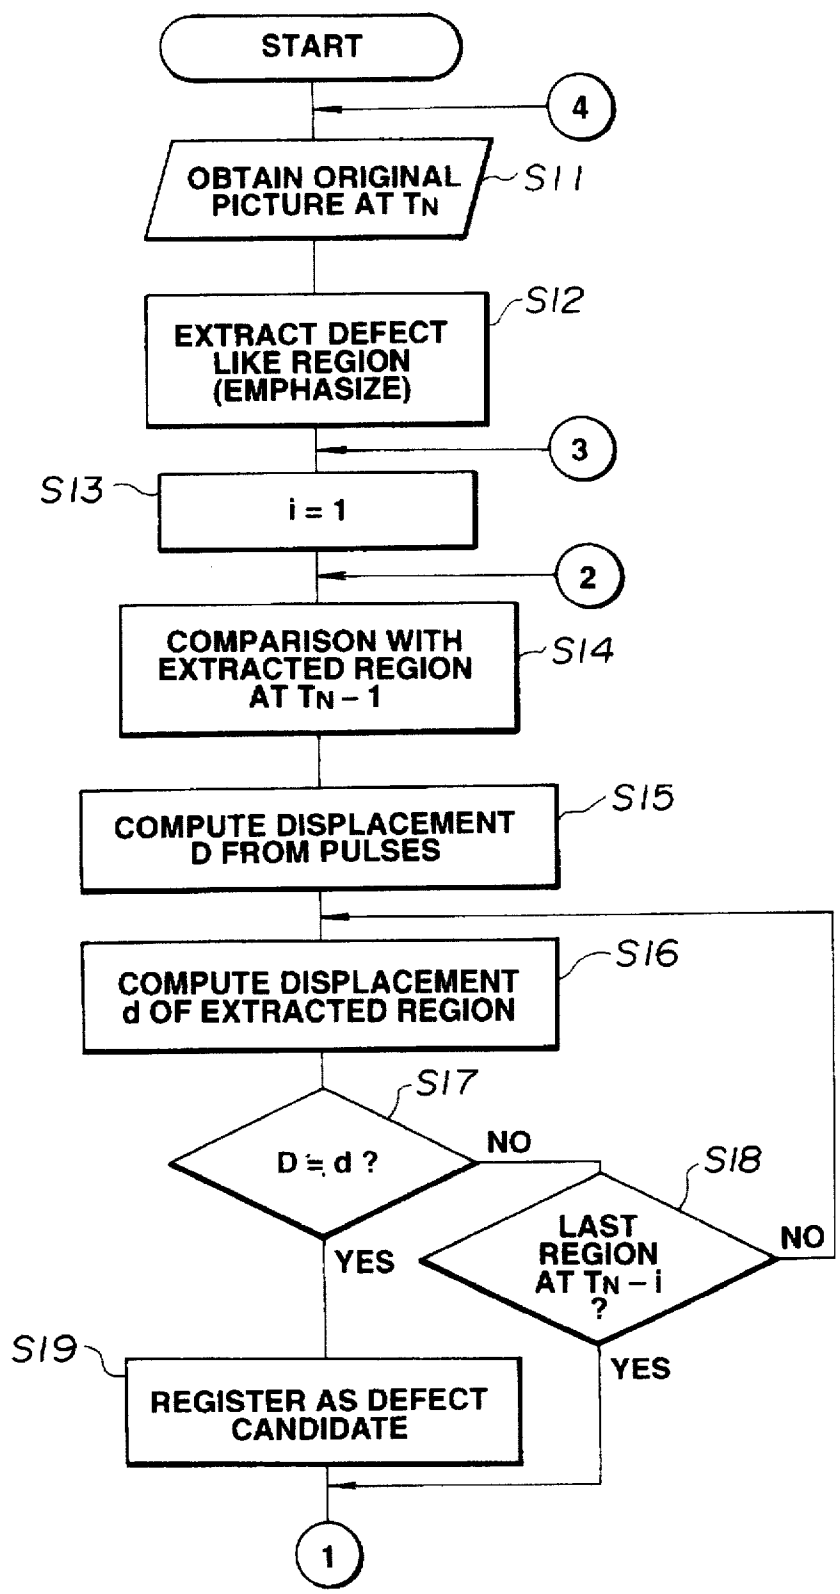 START
4
OBTAIN ORIGINAL
PICTURE AT TN
S11
S12
EXTRACT DEFECT
LIKE REGION
(EMPHASIZE)
3
S13
i = 1
2
COMPARISON WITH
EXTRACTED REGION
AT TN – 1
S14
S15
COMPUTE DISPLACEMENT
D FROM PULSES
S16
COMPUTE DISPLACEMENT
d OF EXTRACTED REGION
S17
D ≒ d ?
NO
S18
LAST
REGION
AT TN – i
?
NO
YES
S19
YES
REGISTER AS DEFECT
CANDIDATE
1